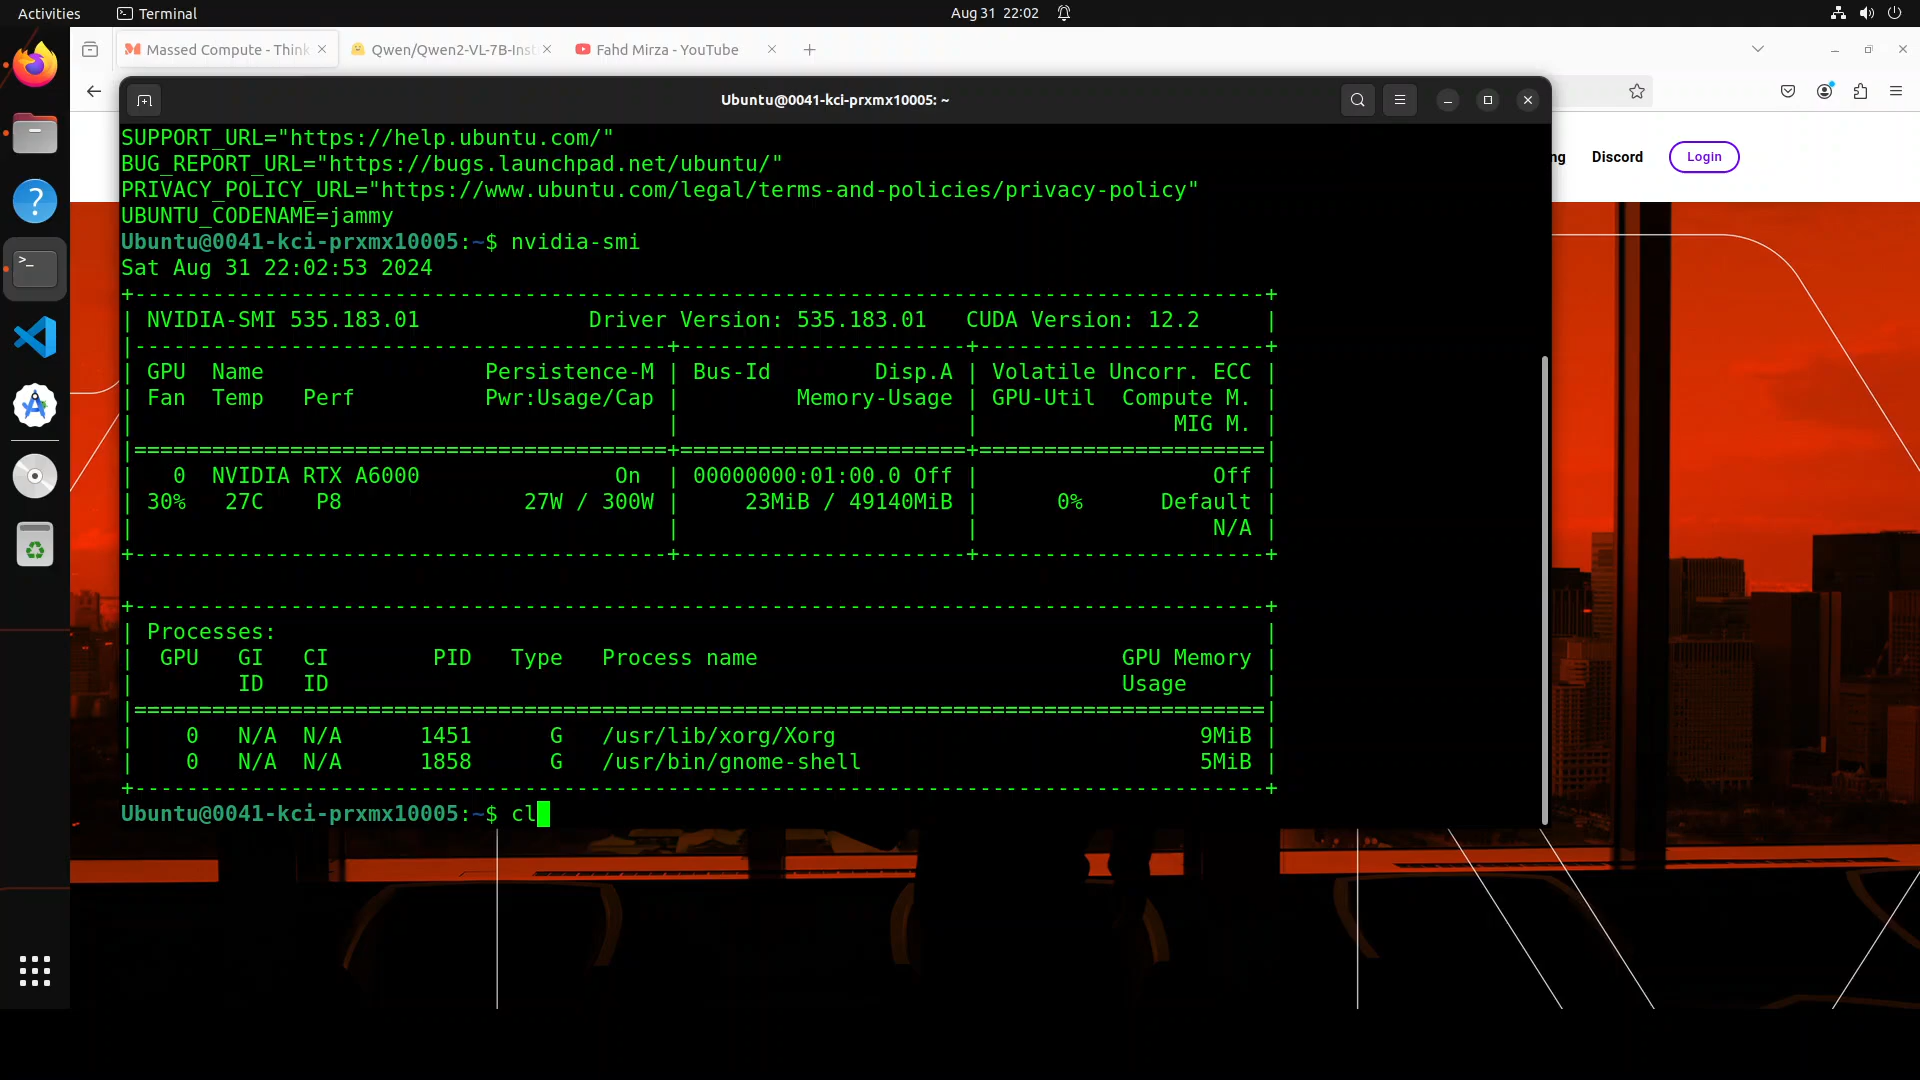 Activities
Terminal
Aug 31 22:02
Massed Compute - Think
Qwen/Qwen2-VL-7B-Inst
Fahd Mirza - YouTube
Ubuntu@0041-kci-prxmx10005: ~
ng
Discord
Login
SUPPORT_URL="https://help.ubuntu.com/"
BUG_REPORT_URL="https://bugs.launchpad.net/ubuntu/"
PRIVACY_POLICY_URL="https://www.ubuntu.com/legal/terms-and-policies/privacy-policy"
UBUNTU_CODENAME=jammy
Ubuntu@0041-kci-prxmx10005:~$ nvidia-smi
Sat Aug 31 22:02:53 2024
+---------------------------------------------------------------------------------------+
| NVIDIA-SMI 535.183.01             Driver Version: 535.183.01   CUDA Version: 12.2     |
|-----------------------------------------+----------------------+----------------------+
| GPU  Name                 Persistence-M | Bus-Id        Disp.A | Volatile Uncorr. ECC |
| Fan  Temp   Perf          Pwr:Usage/Cap |         Memory-Usage | GPU-Util  Compute M. |
|                                         |                      |               MIG M. |
|=========================================+======================+======================|
|   0  NVIDIA RTX A6000               On  | 00000000:01:00.0 Off |                  Off |
| 30%   27C    P8              27W / 300W |     23MiB / 49140MiB |      0%      Default |
|                                         |                      |                  N/A |
+-----------------------------------------+----------------------+----------------------+
+---------------------------------------------------------------------------------------+
| Processes:                                                                            |
|  GPU   GI   CI        PID   Type   Process name                            GPU Memory |
|        ID   ID                                                             Usage      |
|=======================================================================================|
|    0   N/A  N/A      1451      G   /usr/lib/xorg/Xorg                            9MiB |
|    0   N/A  N/A      1858      G   /usr/bin/gnome-shell                          5MiB |
+---------------------------------------------------------------------------------------+
Ubuntu@0041-kci-prxmx10005:~$ cl